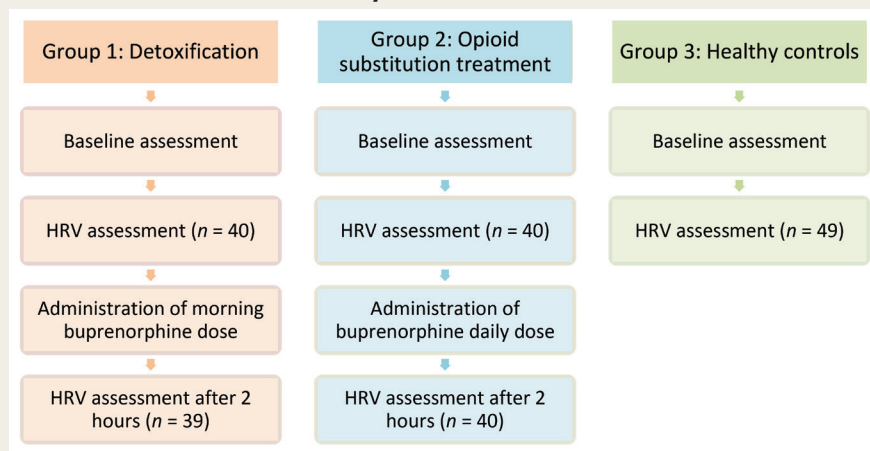 Group 1: Detoxification
Baseline assessment
HRV assessment (n = 40)
Administration of morning
buprenorphine dose
HRV assessment after 2
hours (n = 39)
Group 2: Opioid
substitution treatment
Baseline assessment
HRV assessment (n = 40)
Administration of
buprenorphine daily dose
HRV assessment after 2
hours (n = 40)
Group 3: Healthy controls
Baseline assessment
HRV assessment (n = 49)